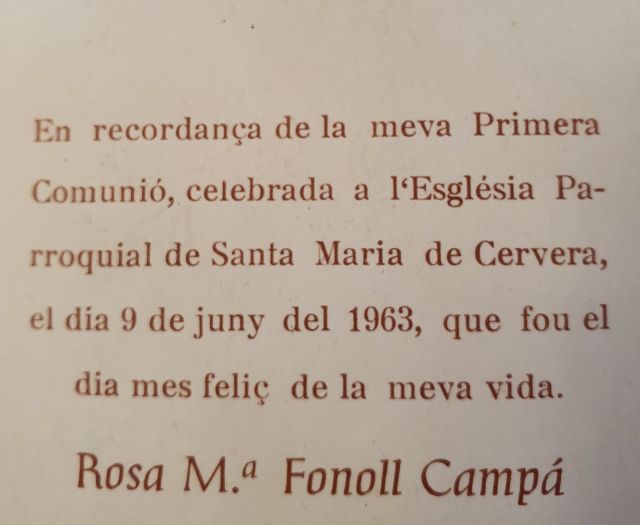 En recordança de la meva Primera
Comunió, celebrada a l‘Església Pa-
rroquial de Santa Maria de Cervera,
el dia 9 de juny del 1963, que fou el
dia mes feliç de la meva vida.
Rosa M.ª Fonoll Campá